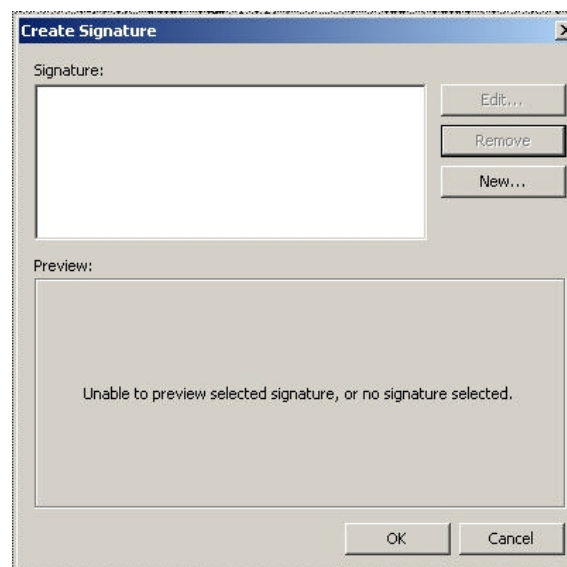 Create Signature
Signature:
Edit...
Remove
New...
Preview:
Unable to preview selected signature, or no signature selected.
OK
Cancel